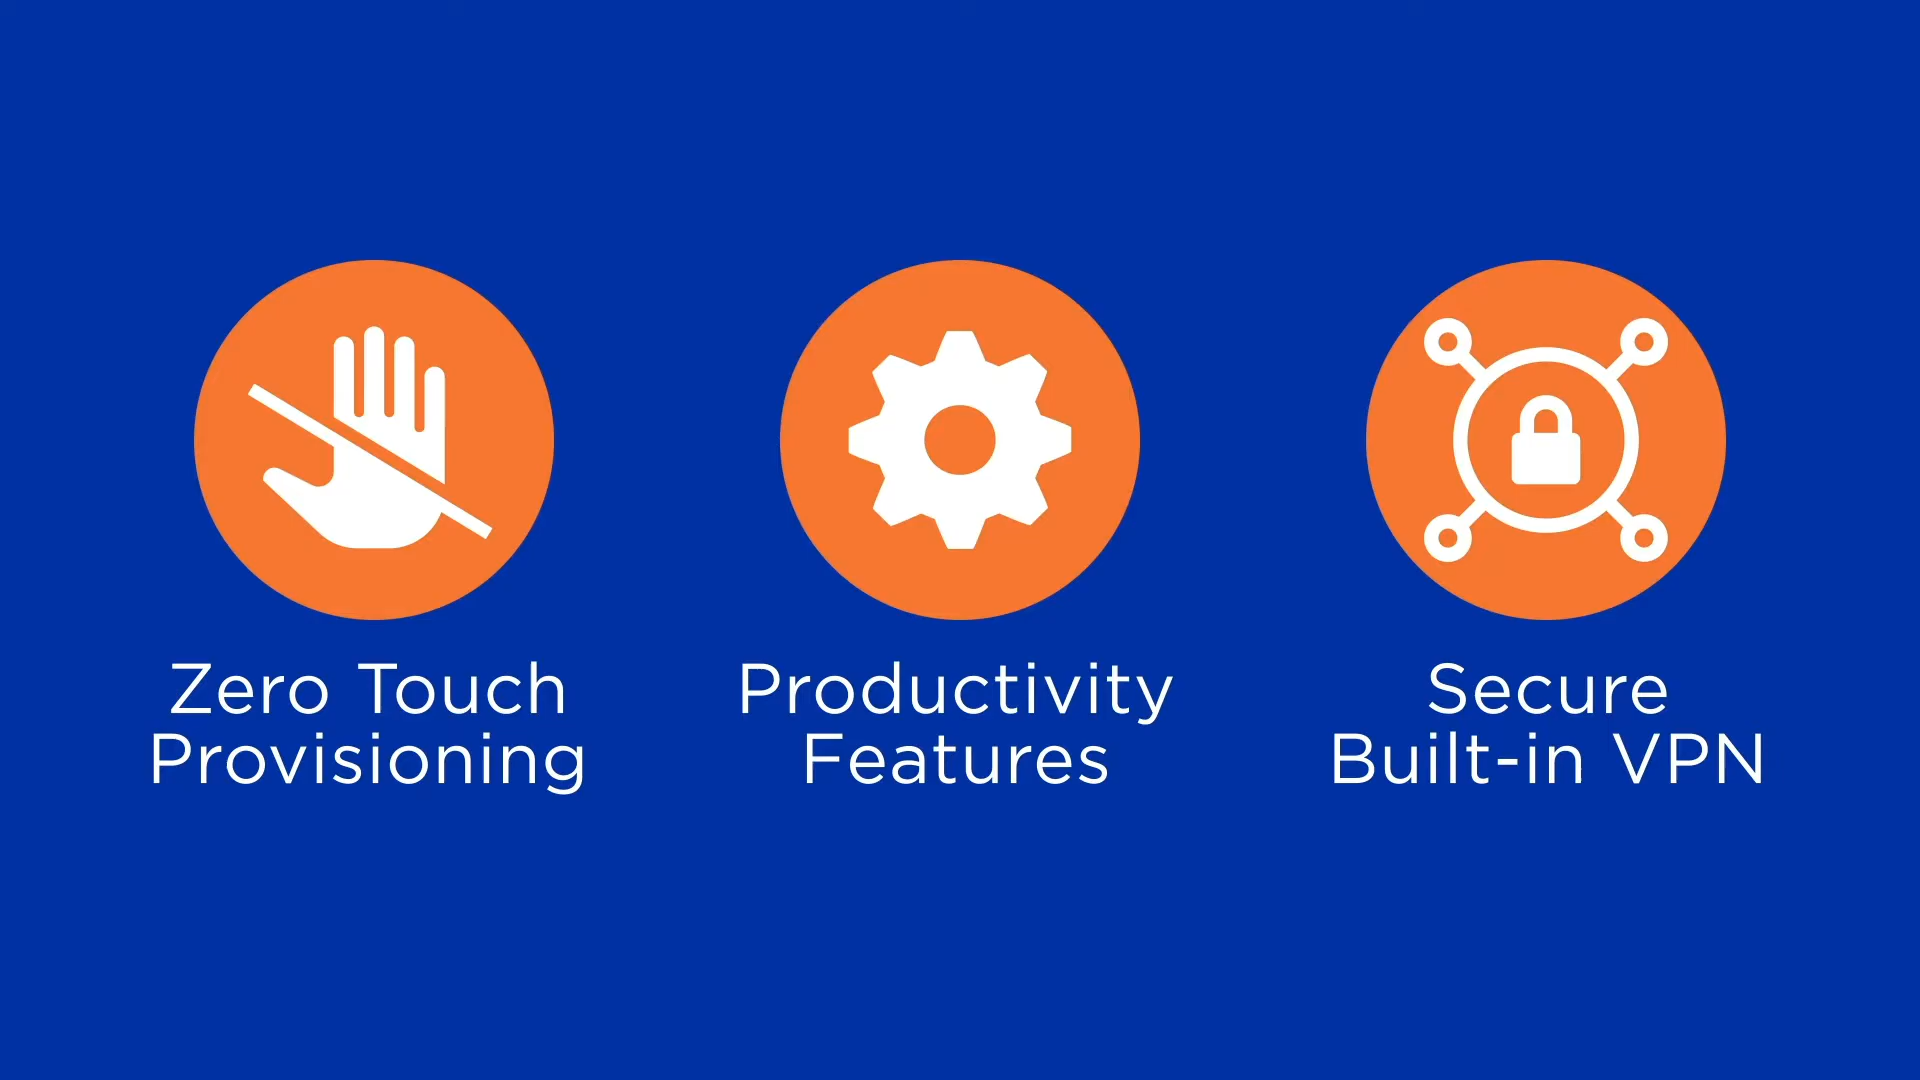 Zero Touch
Provisioning
Productivity
Features
Secure
Built-in VPN